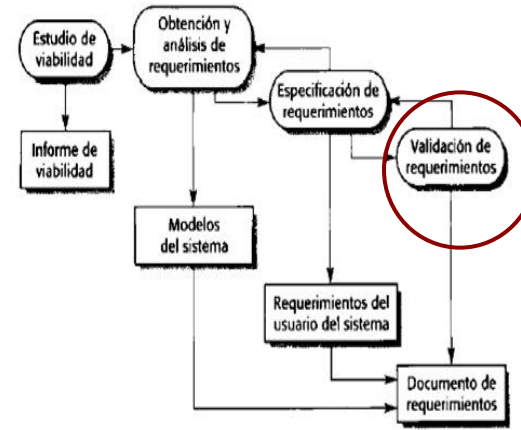 Estudio de
viabilidad
Obtención y
análisis de
requerimientos
Especificación de
requerimientos
Validación de
requerimientos
Informe de
viabilidad
Modelos
del sistema
Requerimientos del
usuario del sistema
Documento de
requerimientos